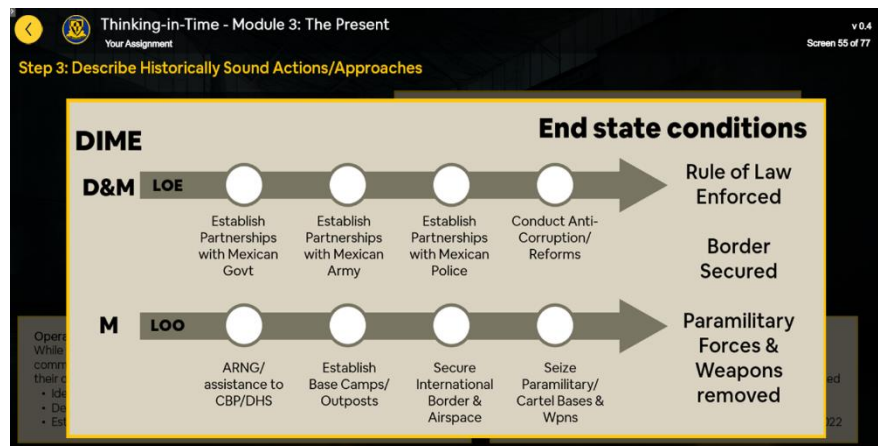 Thinking-in-Time - Module 3: The Present
Your Assignment
v 0.4
Screen 55 of 77
Step 3: Describe Historically Sound Actions/Approaches
DIME
End state conditions
D&M
LOE
Establish
Partnerships
with Mexican
Govt
Establish
Partnerships
with Mexican
Army
Establish
Partnerships
with Mexican
Police
Conduct Anti-
Corruption/
Reforms
Rule of Law
Enforced
Border
Secured
M
LOO
ARNG/
assistance to
CBP/DHS
Establish
Base Camps/
Outposts
Secure
International
Border &
Airspace
Seize
Paramilitary/
Cartel Bases &
Wpns
Paramilitary
Forces &
Weapons
removed
While